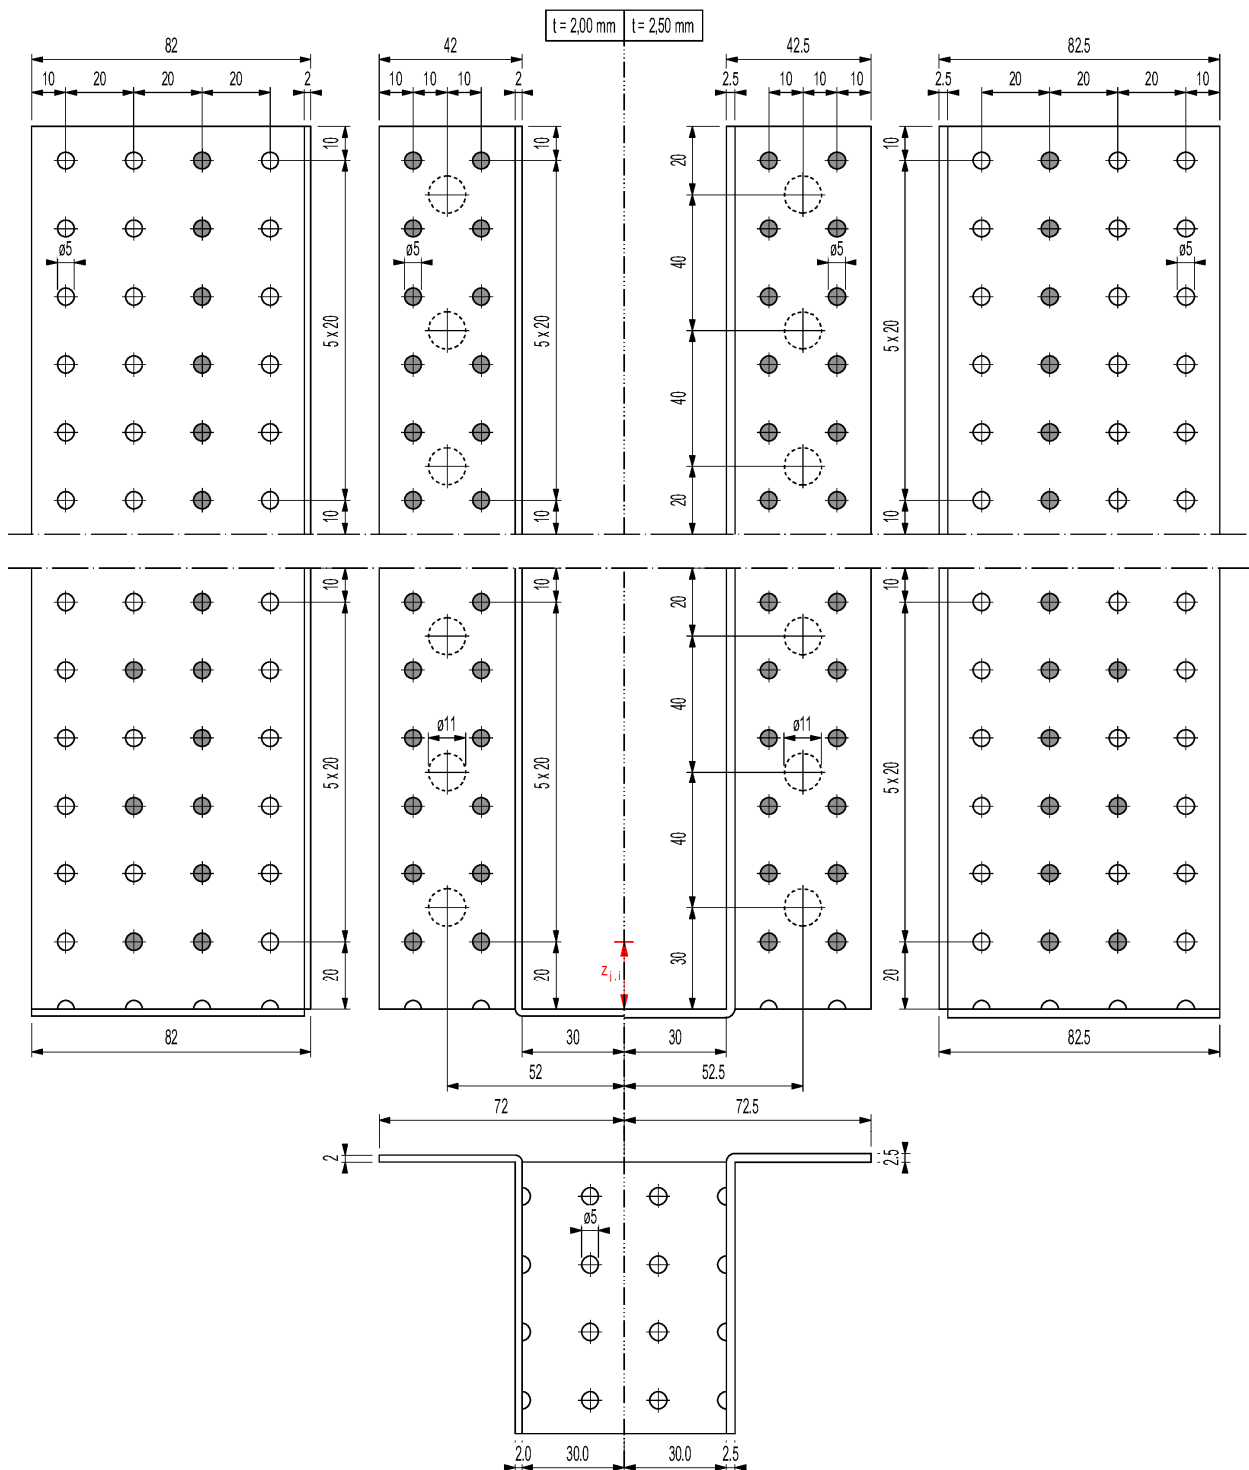 t = 2,00 mm t = 2,50 mm
82 42 42.5 82.5
10 20 20 20 2 10 10 10 2 2.5 10 10 10 2.5 20 20 20 10
10 10 20 10
ø5 ø5 40 ø5 ø5
5 x 20 5 x 20 5 x 20
40
20
10 10 10
10 10 20 10
40
ø11 ø11
5 x 20 5 x 20 5 x 20
40
20 20 z j,i 30 20
82 30 30 82.5
52 52.5
72 72.5
2 2.5
ø5
2.0 30.0 30.0 2.5